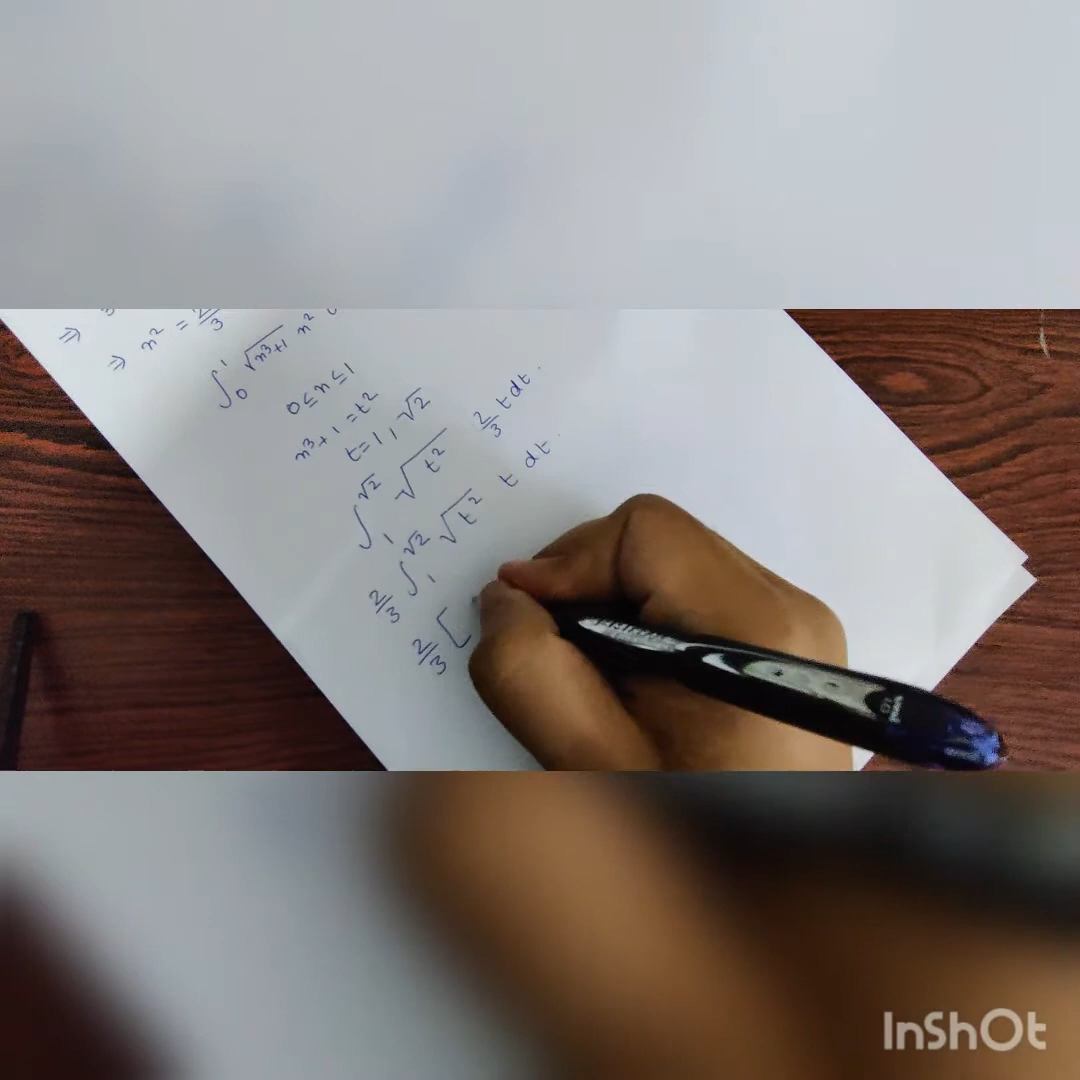 ⇒
⇒ x² = 2/3
∫₀¹ √(x³+1) x²
0 ≤ x ≤ 1
x³+1 = t²
t = 1, √2
∫₁^√2 √(t²) 2/3 t dt.
2/3 ∫₁^√2 √(t²) t dt.
2/3 [
InShOt